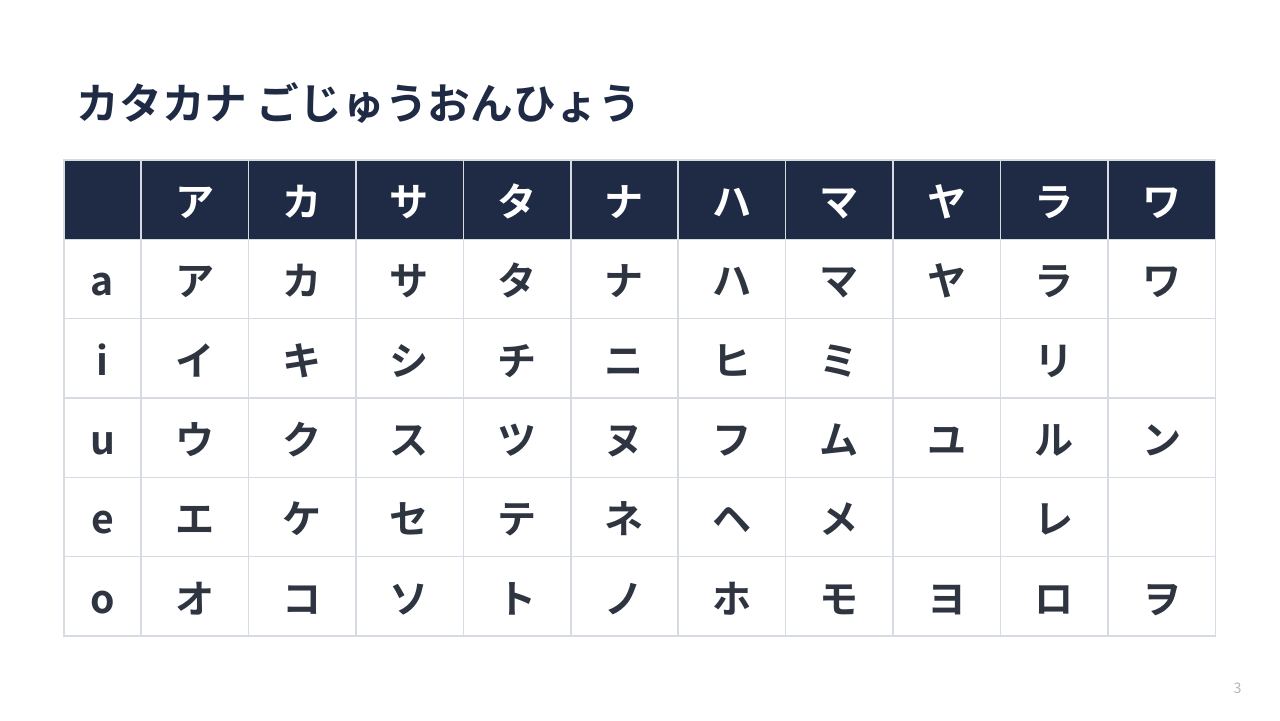 カタカナ ごじゅうおんひょう
ア カ サ タ ナ ハ マ ヤ ラ ワ
a ア カ サ タ ナ ハ マ ヤ ラ ワ
i イ キ シ チ ニ ヒ ミ リ
u ウ ク ス ツ ヌ フ ム ユ ル ン
e エ ケ セ テ ネ ヘ メ レ
o オ コ ソ ト ノ ホ モ ヨ ロ ヲ
3